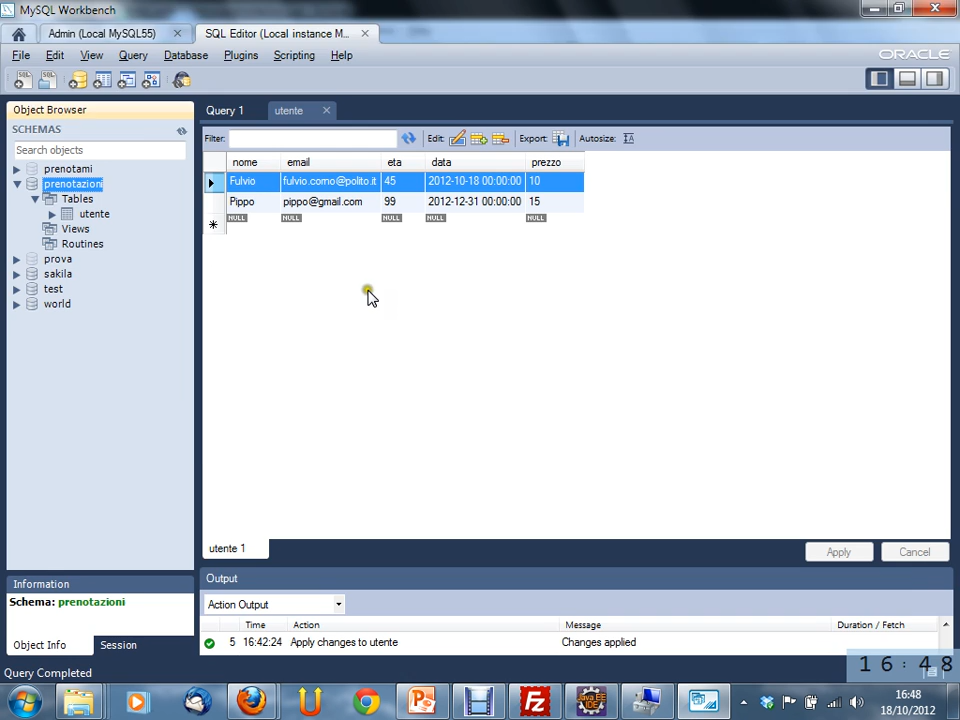 MySQL Workbench
Admin (Local MySQL55)
SQL Editor (Local instance M...
File Edit View Query Database Plugins Scripting Help
ORACLE
Object Browser
SCHEMAS
Search objects
prenotami
prenotazioni
Tables
utente
Views
Routines
prova
sakila
test
world
Information
Schema: prenotazioni
Object Info Session
Query 1 utente
Filter: Edit: Export: Autosize:
nome email eta data prezzo
Fulvio fulvio.corno@polito.it 45 2012-10-18 00:00:00 10
Pippo pippo@gmail.com 99 2012-12-31 00:00:00 15
NULL NULL NULL NULL NULL
utente 1
Apply Cancel
Output
Action Output
Time Action Message Duration / Fetch
5 16:42:24 Apply changes to utente Changes applied
16:48
Query Completed
16:48
18/10/2012